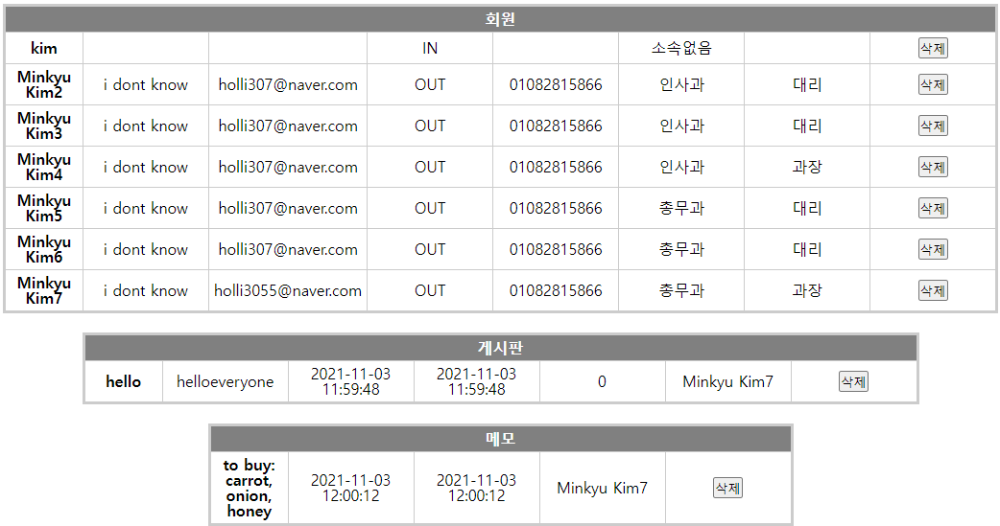 회원
kim IN 소속없음 삭제
Minkyu Kim2 i dont know holli307@naver.com OUT 01082815866 인사과 대리 삭제
Minkyu Kim3 i dont know holli307@naver.com OUT 01082815866 인사과 대리 삭제
Minkyu Kim4 i dont know holli307@naver.com OUT 01082815866 인사과 과장 삭제
Minkyu Kim5 i dont know holli307@naver.com OUT 01082815866 총무과 대리 삭제
Minkyu Kim6 i dont know holli307@naver.com OUT 01082815866 총무과 대리 삭제
Minkyu Kim7 i dont know holli3055@naver.com OUT 01082815866 총무과 과장 삭제
게시판
hello helloeveryone 2021-11-03 11:59:48 2021-11-03 11:59:48 0 Minkyu Kim7 삭제
메모
to buy: carrot, onion, honey 2021-11-03 12:00:12 2021-11-03 12:00:12 Minkyu Kim7 삭제